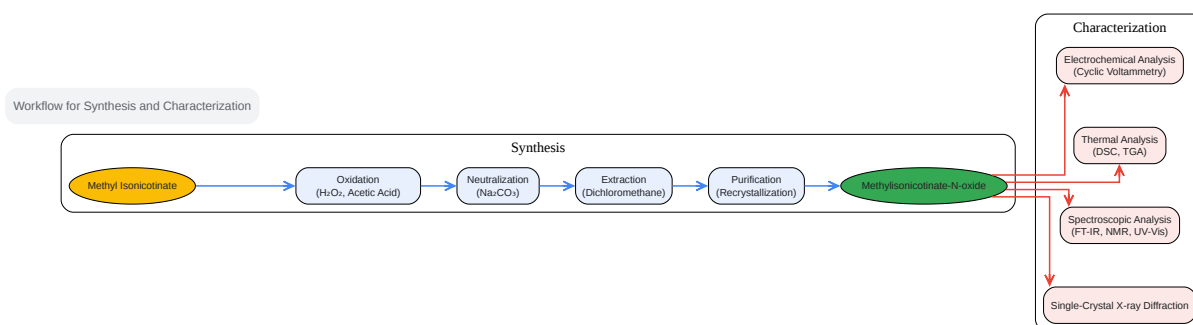 Workflow for Synthesis and Characterization
Synthesis
Methyl Isonicotinate
Oxidation
(H₂O₂, Acetic Acid)
Neutralization
(Na₂CO₃)
Extraction
(Dichloromethane)
Purification
(Recrystallization)
Methylisonicotinate-N-oxide
Characterization
Electrochemical Analysis
(Cyclic Voltammetry)
Thermal Analysis
(DSC, TGA)
Spectroscopic Analysis
(FT-IR, NMR, UV-Vis)
Single-Crystal X-ray Diffraction